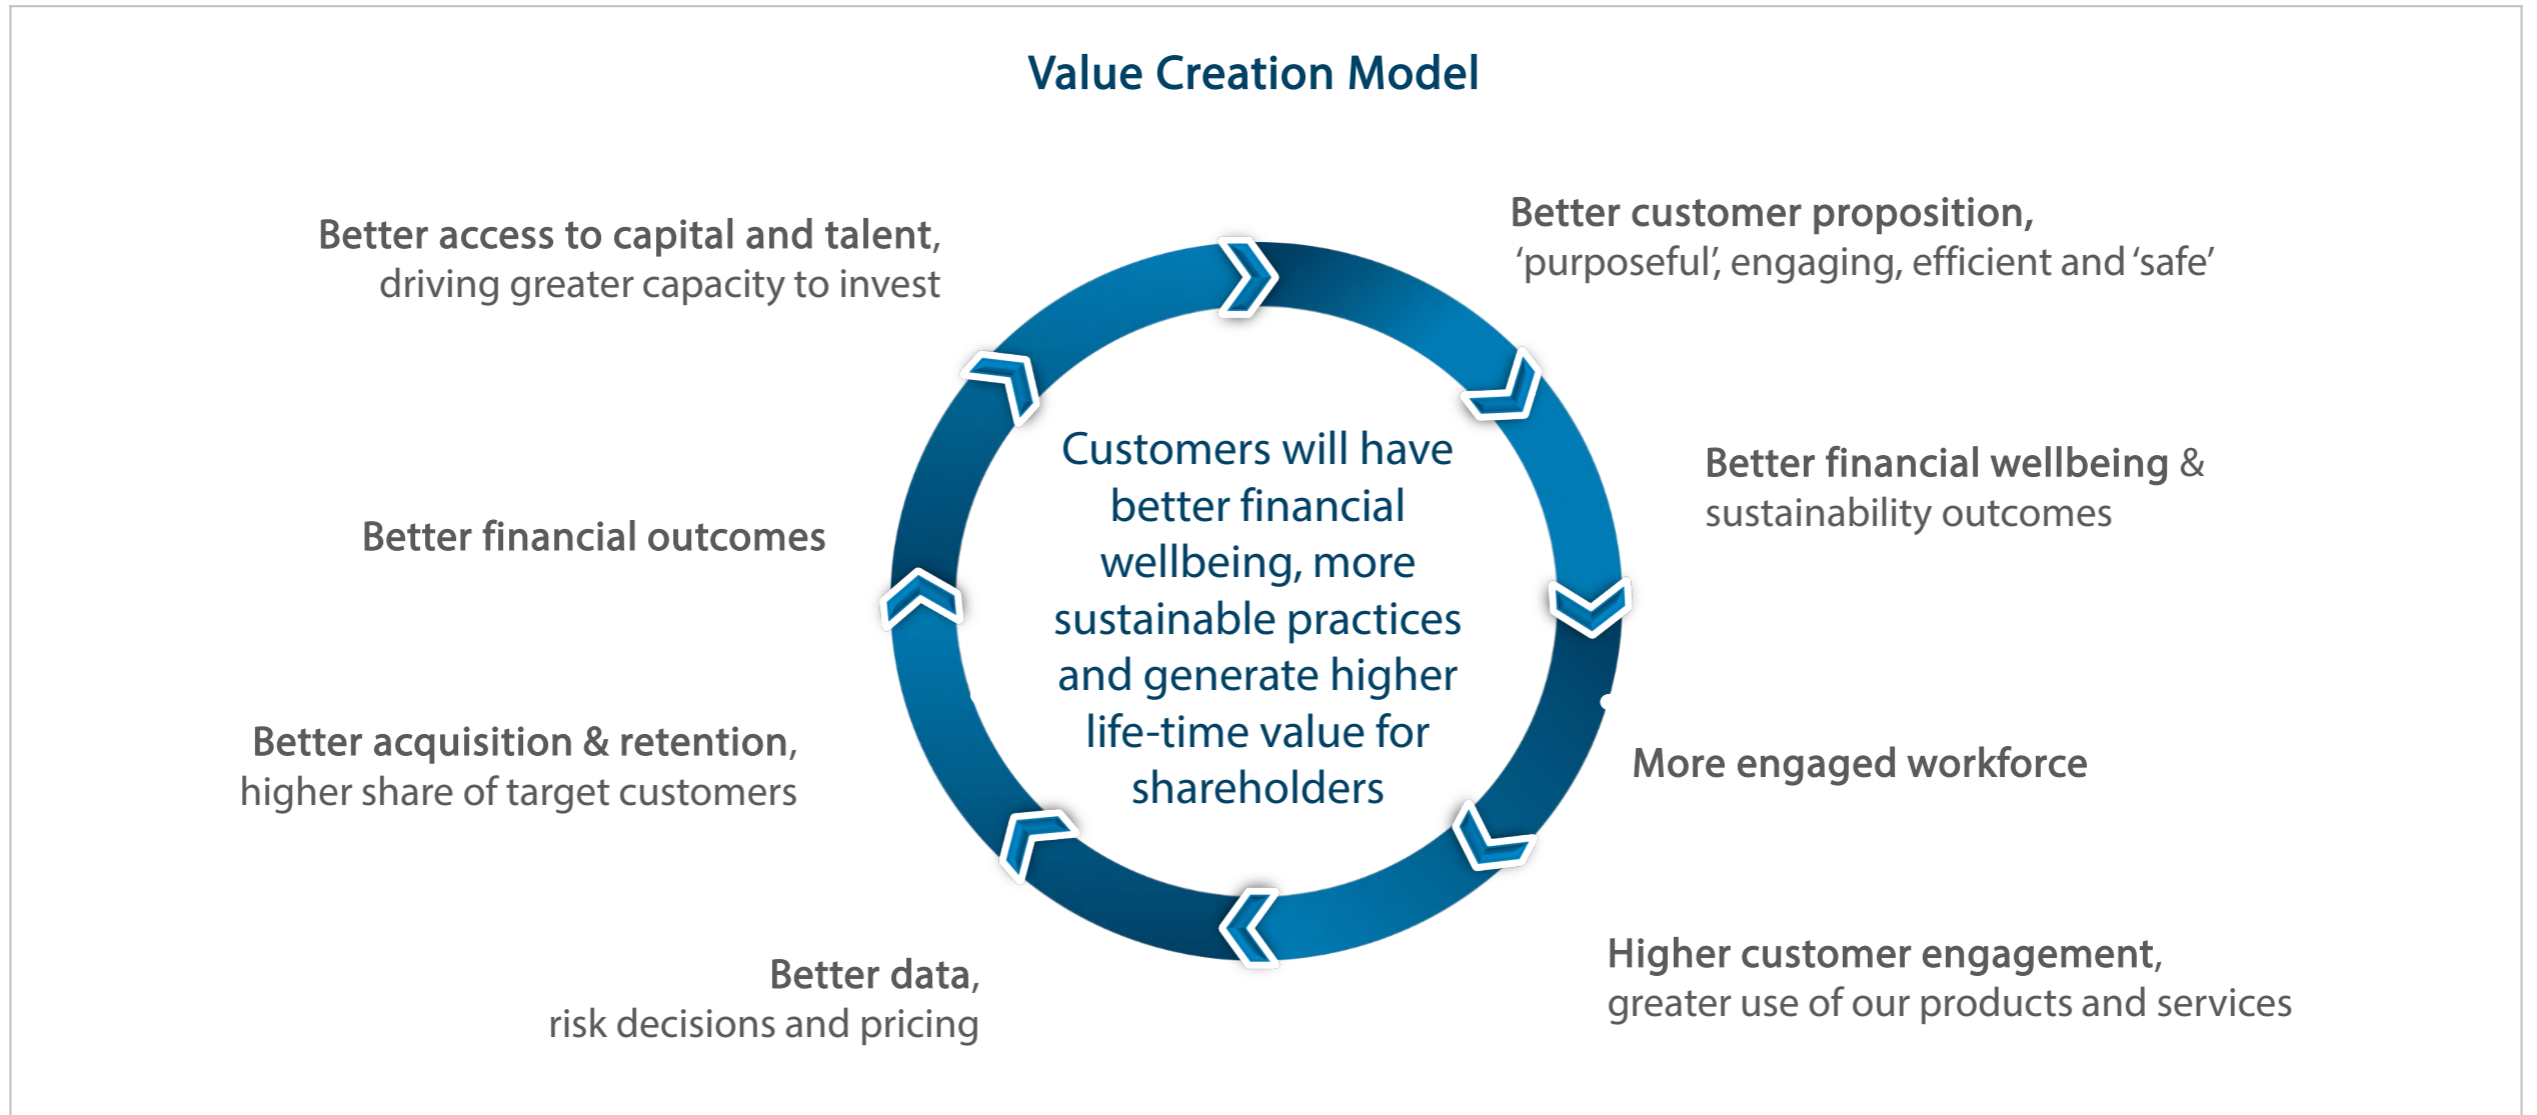 Value Creation Model
Better customer proposition,
‘purposeful’, engaging, efficient and ‘safe’
Better financial wellbeing &
sustainability outcomes
More engaged workforce
Higher customer engagement,
greater use of our products and services
Better data,
risk decisions and pricing
Better acquisition & retention,
higher share of target customers
Better financial outcomes
Better access to capital and talent,
driving greater capacity to invest
Customers will have
better financial
wellbeing, more
sustainable practices
and generate higher
life-time value for
shareholders